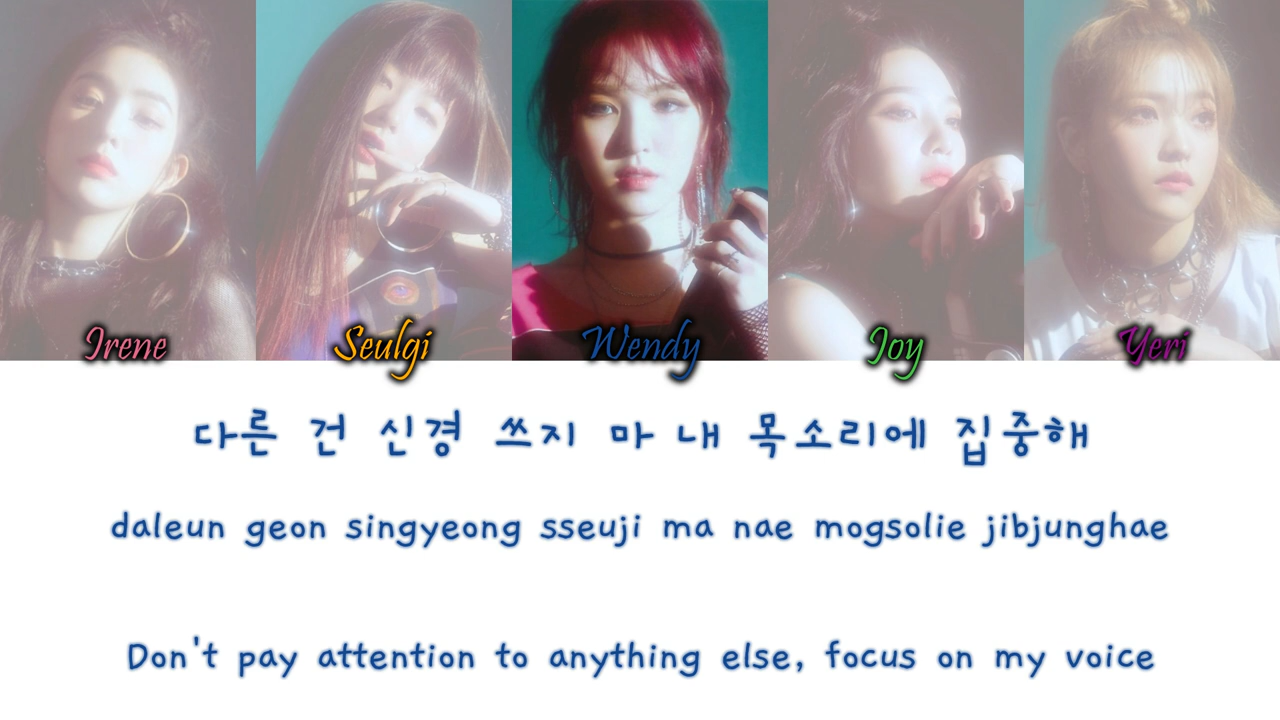 Irene Seulgi Wendy Joy Yeri
다른 건 신경 쓰지 마 내 목소리에 집중해
daleun geon singyeong sseuji ma nae mogsolie jibjunghae
Don't pay attention to anything else, focus on my voice